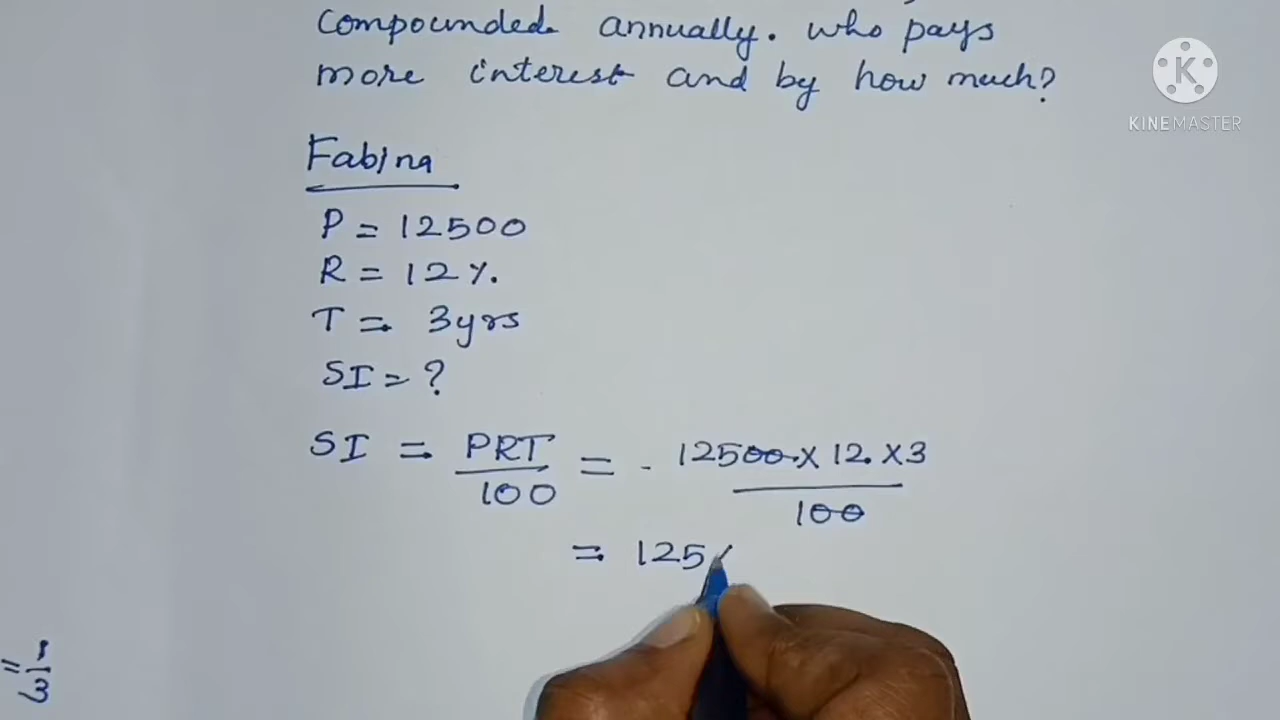 compounded annually. who pays
more interest and by how much?
K
KINEMASTER
Fabina
P = 12500
R = 12%.
T = 3yrs
SI = ?
SI = PRT/100 = 12500 × 12 × 3 / 100
= 125